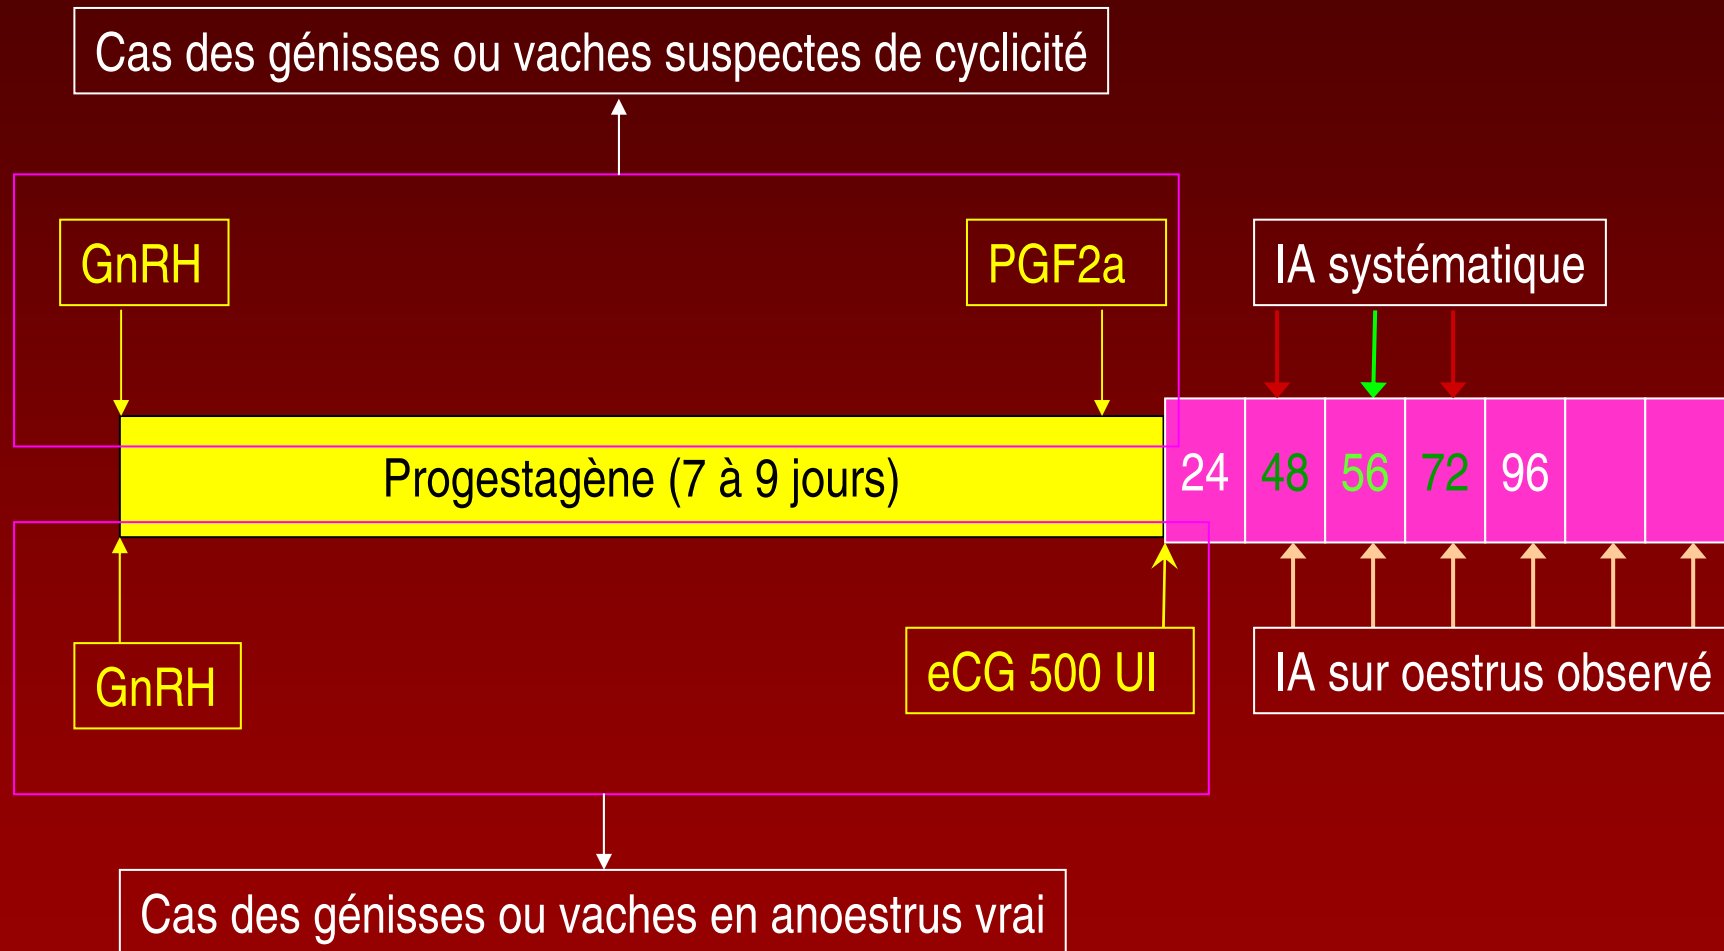 Cas des génisses ou vaches suspectes de cyclicité
GnRH
PGF2a
IA systématique
Progestagène (7 à 9 jours)
24 48 56 72 96
GnRH
eCG 500 UI
IA sur oestrus observé
Cas des génisses ou vaches en anoestrus vrai